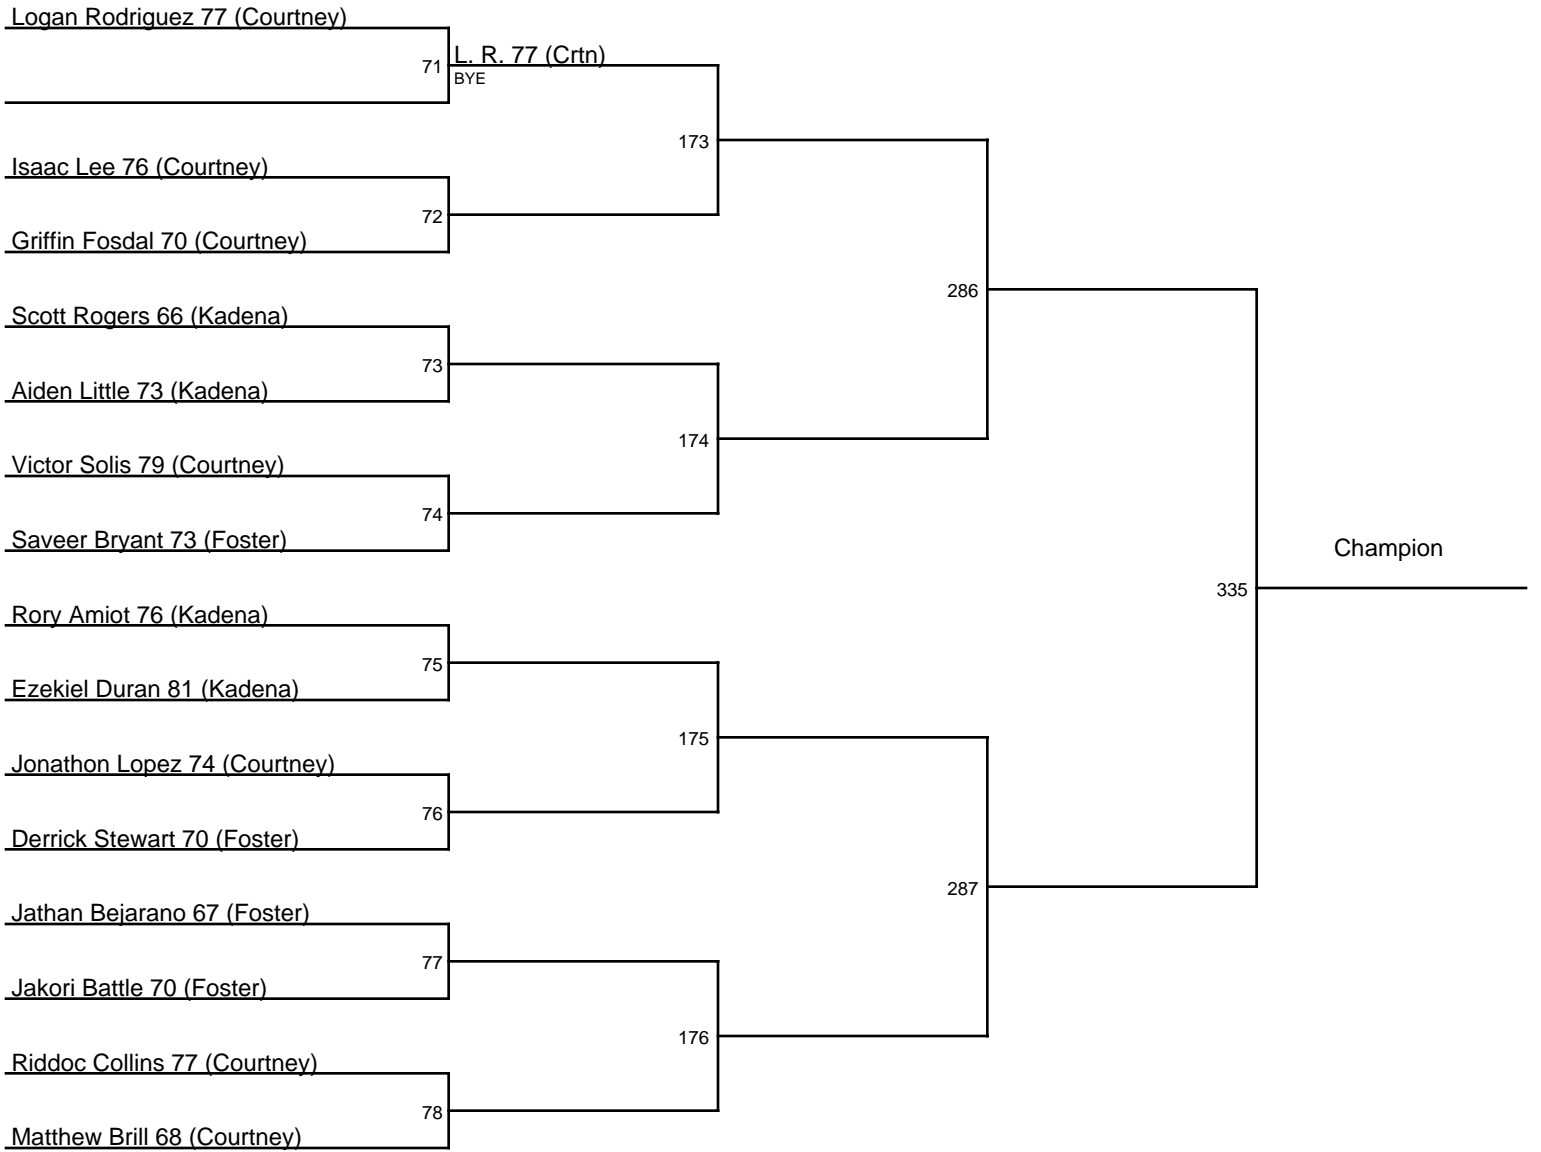 Logan Rodriguez 77 (Courtney)
71
L. R. 77 (Crtn)
BYE
173
Isaac Lee 76 (Courtney)
72
Griffin Fosdal 70 (Courtney)
286
Scott Rogers 66 (Kadena)
73
Aiden Little 73 (Kadena)
174
Victor Solis 79 (Courtney)
74
Saveer Bryant 73 (Foster)
Champion
335
Rory Amiot 76 (Kadena)
75
Ezekiel Duran 81 (Kadena)
175
Jonathon Lopez 74 (Courtney)
76
Derrick Stewart 70 (Foster)
287
Jathan Bejarano 67 (Foster)
77
Jakori Battle 70 (Foster)
176
Riddoc Collins 77 (Courtney)
78
Matthew Brill 68 (Courtney)